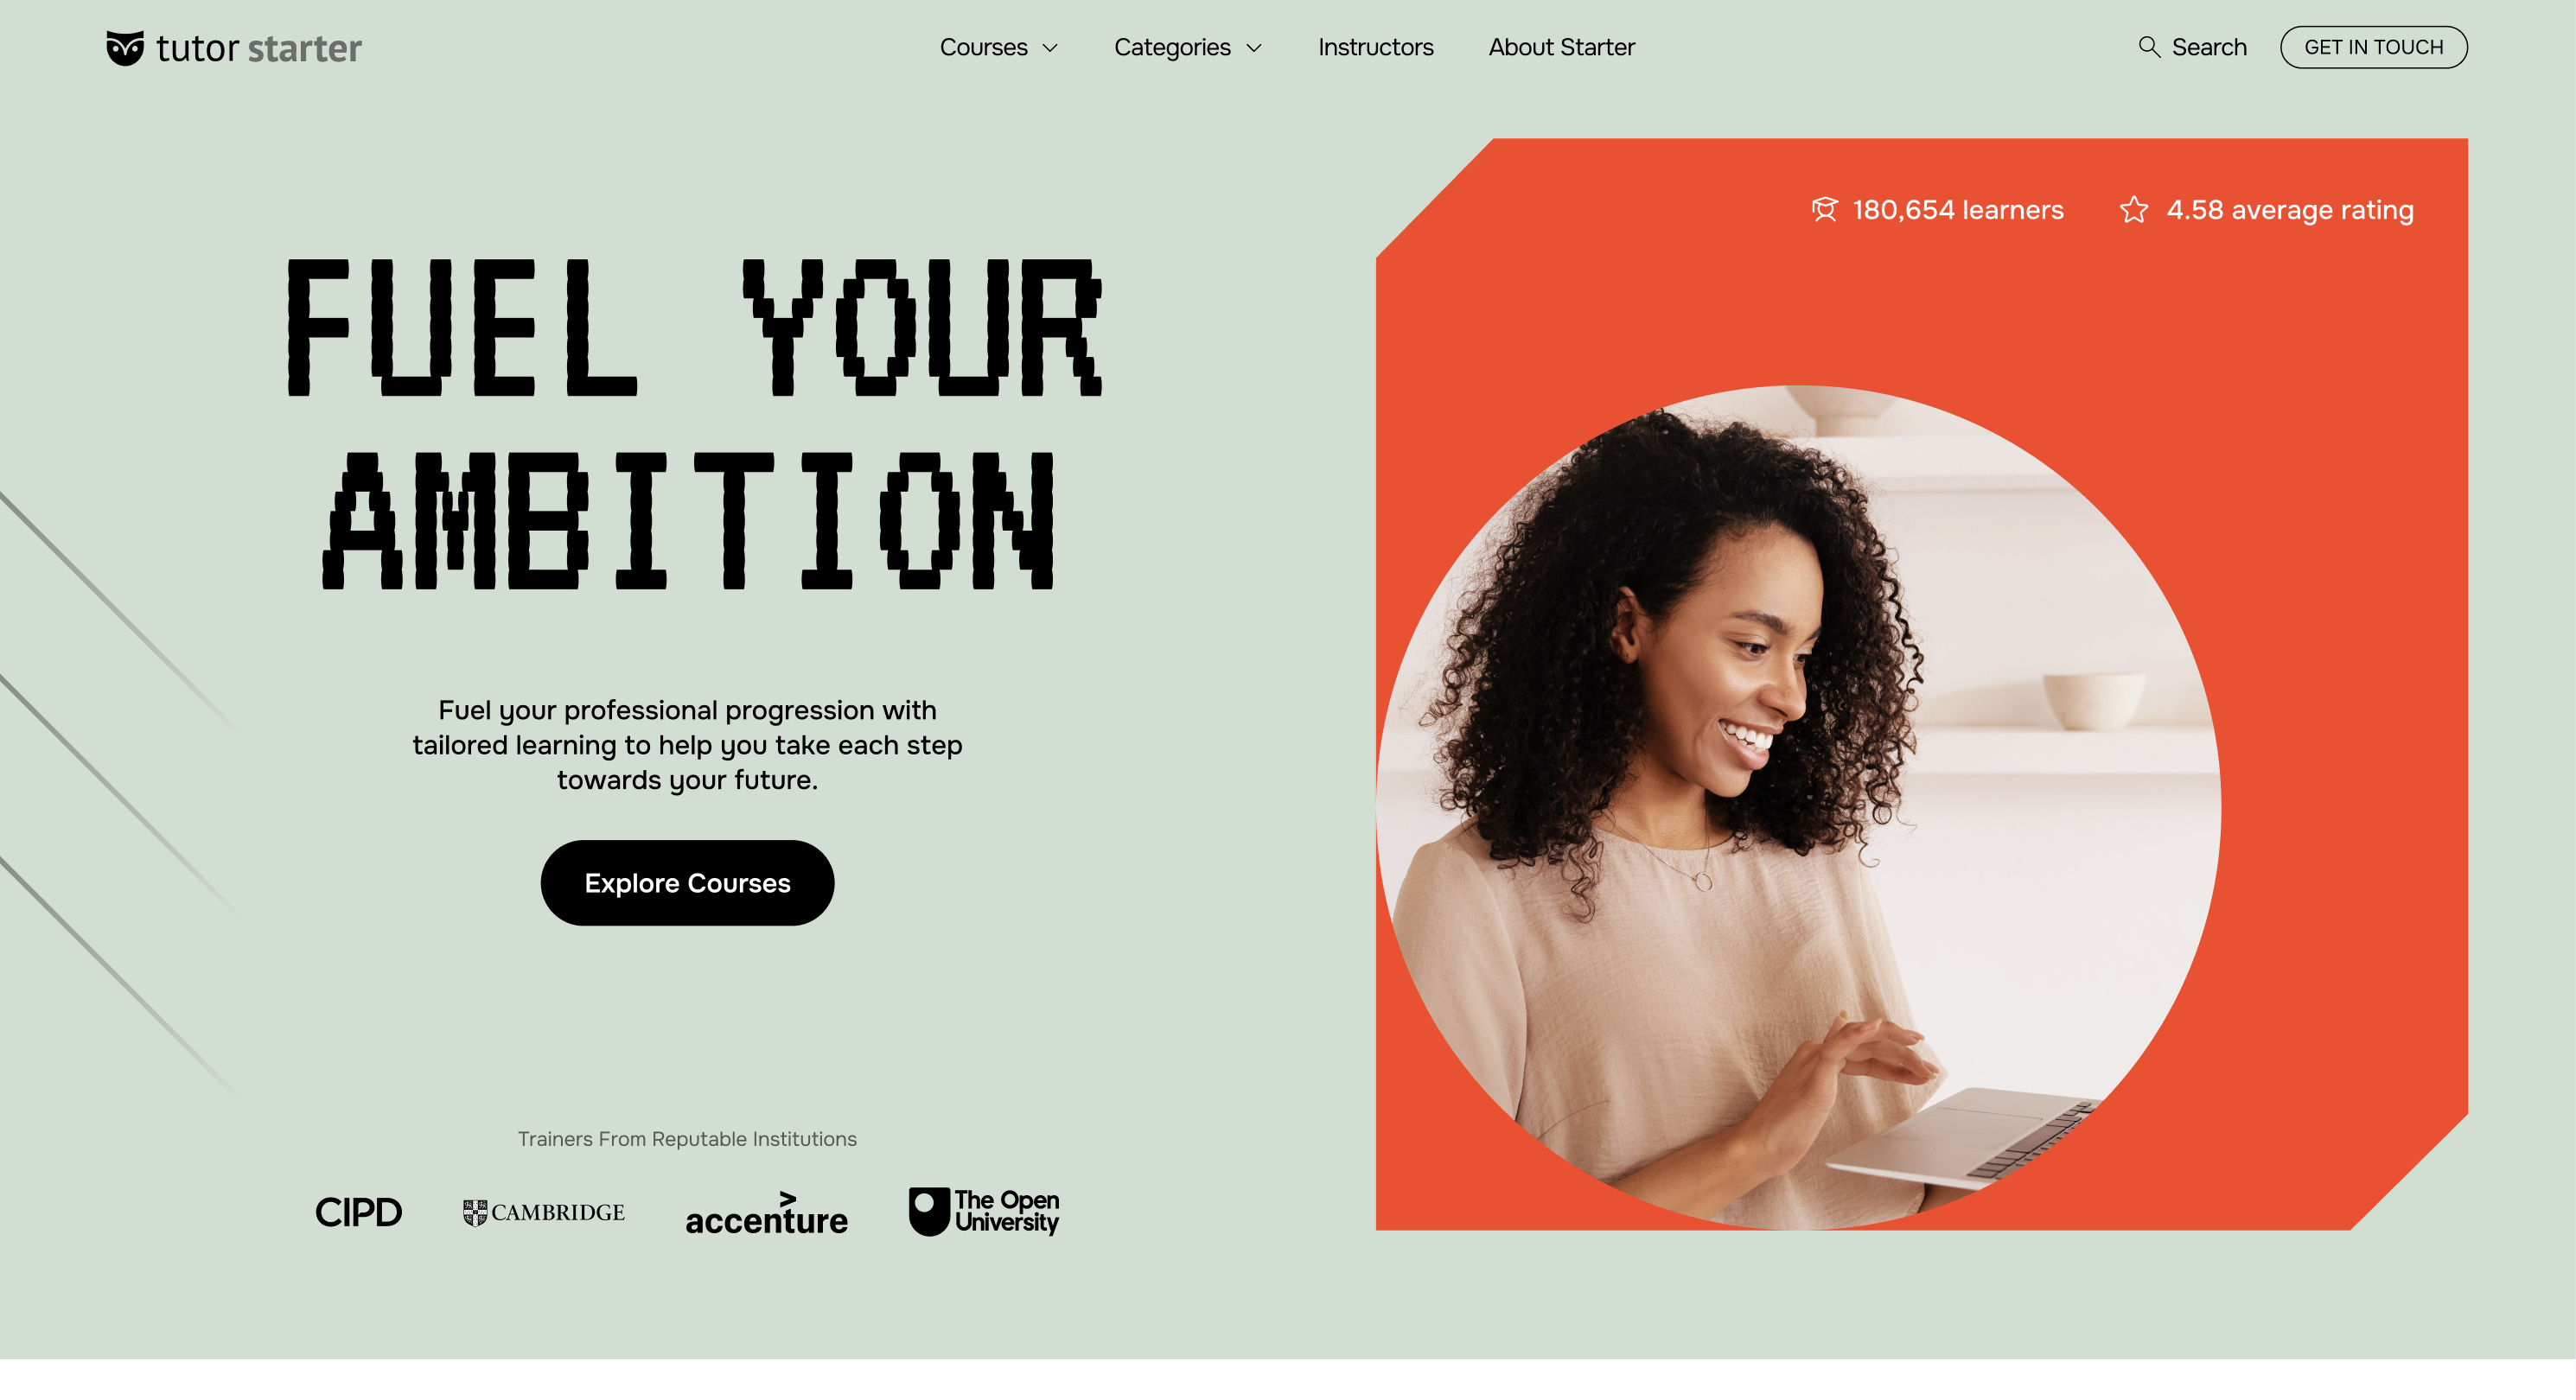 tutor starter
Courses
Categories
Instructors
About Starter
Search
GET IN TOUCH
180,654 learners
4.58 average rating
FUEL YOUR
AMBITION
Fuel your professional progression with
tailored learning to help you take each step
towards your future.
Explore Courses
Trainers From Reputable Institutions
CIPD
CAMBRIDGE
accenture
The Open
University